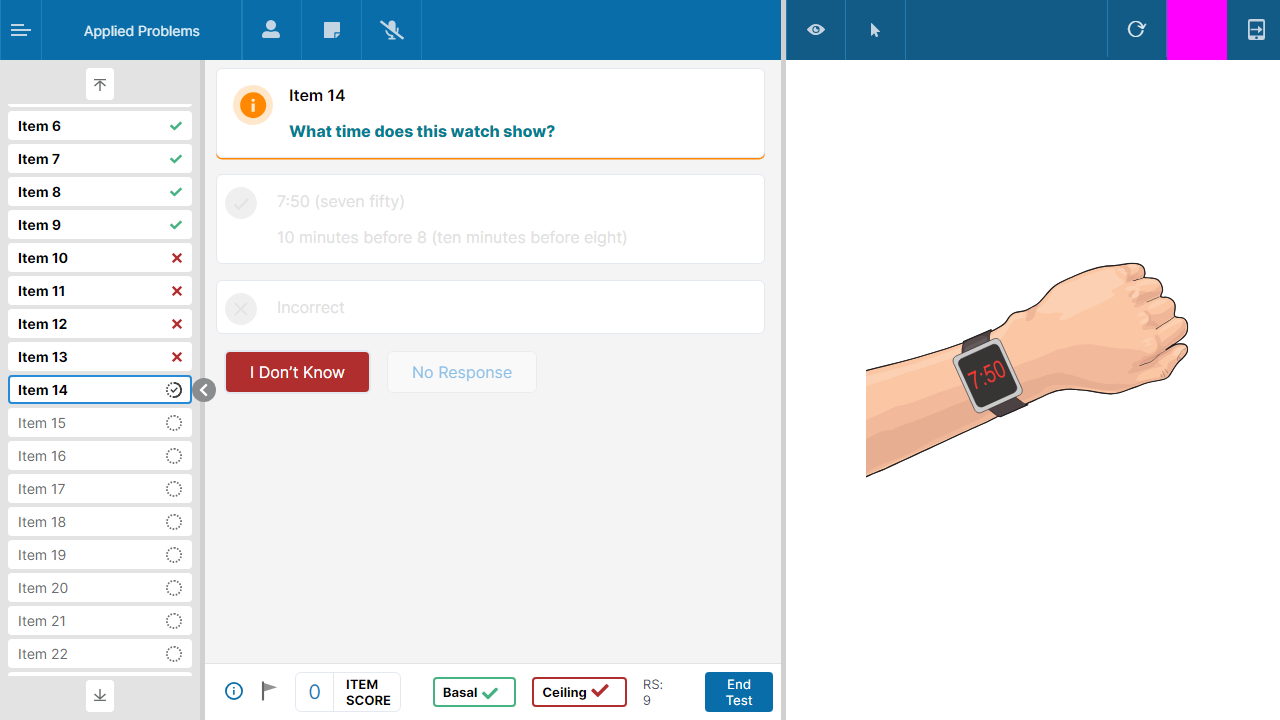 Applied Problems
Item 6
Item 7
Item 8
Item 9
Item 10
Item 11
Item 12
Item 13
Item 14
Item 15
Item 16
Item 17
Item 18
Item 19
Item 20
Item 21
Item 22
Item 14
What time does this watch show?
7:50 (seven fifty)
10 minutes before 8 (ten minutes before eight)
Incorrect
I Don’t Know
No Response
0
ITEM
SCORE
Basal
Ceiling
RS:
9
End
Test
7:50